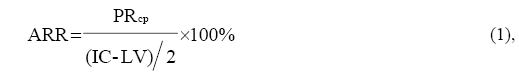 ARR = PRср / (IC-LV)/2 ×100% (1),